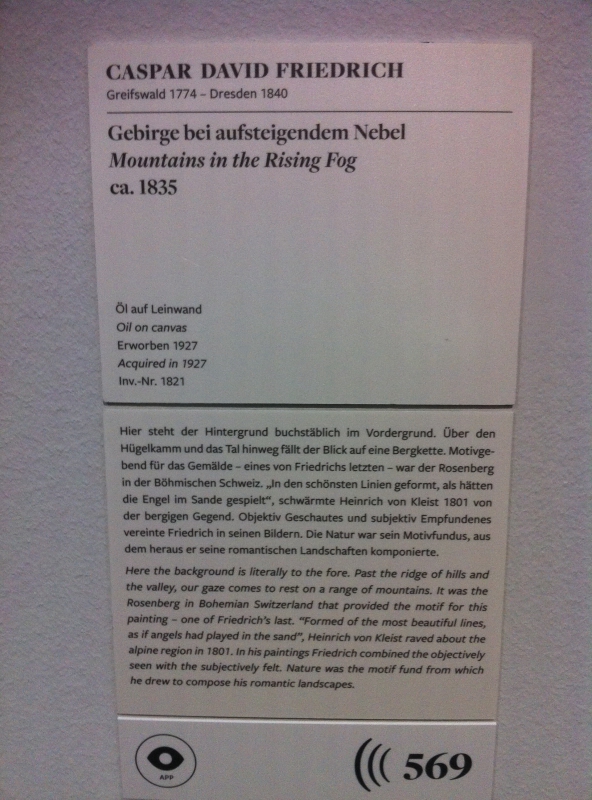 CASPAR DAVID FRIEDRICH
Greifswald 1774 – Dresden 1840
Gebirge bei aufsteigendem Nebel
Mountains in the Rising Fog
ca. 1835
Öl auf Leinwand
Oil on canvas
Erworben 1927
Acquired in 1927
Inv.-Nr. 1821
Hier steht der Hintergrund buchstäblich im Vordergrund. Über den
Hügelkamm und das Tal hinweg fällt der Blick auf eine Bergkette. Motivge-
bend für das Gemälde – eines von Friedrichs letzten – war der Rosenberg
in der Böhmischen Schweiz. „In den schönsten Linien geformt, als hätten
die Engel im Sande gespielt“, schwärmte Heinrich von Kleist 1801 von
der bergigen Gegend. Objektiv Geschautes und subjektiv Empfundenes
vereinte Friedrich in seinen Bildern. Die Natur war sein Motivfundus, aus
dem heraus er seine romantischen Landschaften komponierte.
Here the background is literally to the fore. Past the ridge of hills and
the valley, our gaze comes to rest on a range of mountains. It was the
Rosenberg in Bohemian Switzerland that provided the motif for this
painting – one of Friedrich's last. “Formed of the most beautiful lines,
as if angels had played in the sand”, Heinrich von Kleist raved about the
alpine region in 1801. In his paintings Friedrich combined the objectively
seen with the subjectively felt. Nature was the motif fund from which
he drew to compose his romantic landscapes.
APP
569